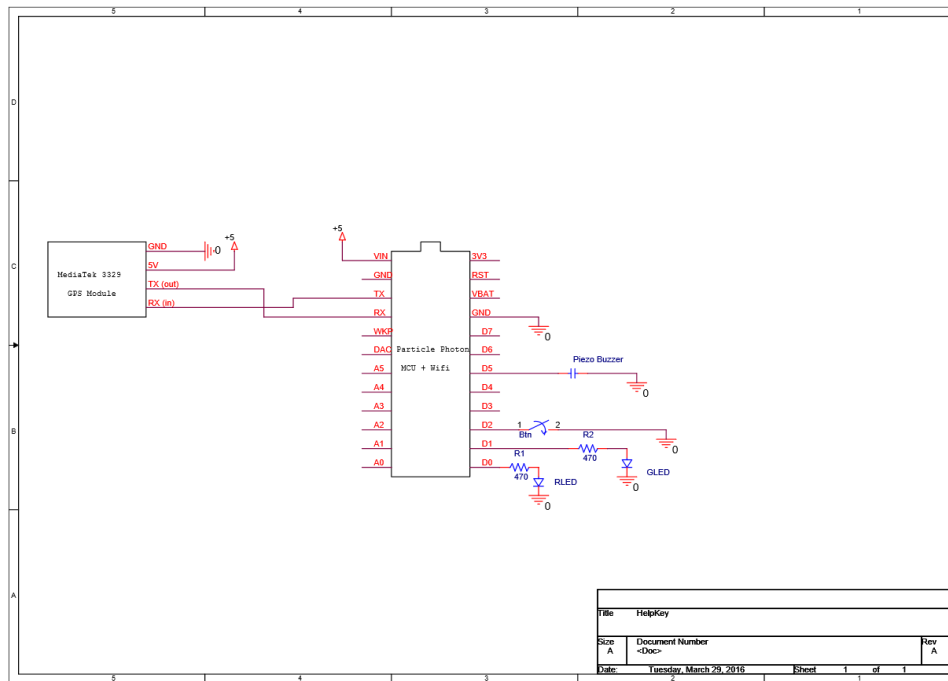 5 4 3 2 1
D
C
B
A
MediaTek 3329
GPS Module
GND
5V
TX (out)
RX (in)
0
+5
+5
VIN
GND
TX
RX
WKP
DAC
A5
A4
A3
A2
A1
A0
Particle Photon
MCU + Wifi
3V3
RST
VBAT
GND
D7
D6
D5
D4
D3
D2
D1
D0
0
Piezo Buzzer
0
1 2
Btn
0
R2
470
GLED
0
R1
470
RLED
0
Title HelpKey
Size Document Number Rev
A <Doc> A
Date: Tuesday, March 29, 2016 Sheet 1 of 1
5 4 3 2 1